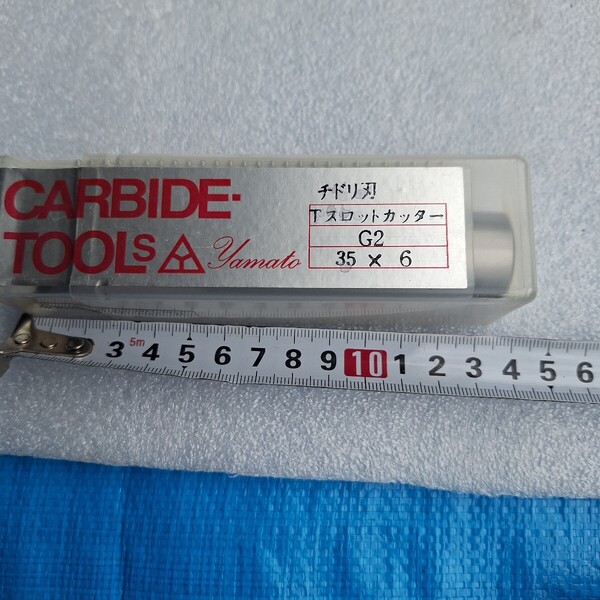 CARBIDE-
TOOLS Yamato
チドリ刃
Tスロットカッター
G2
35 × 6
3 5m 4 5 6 7 8 9 10 1 2 3 4 5 6